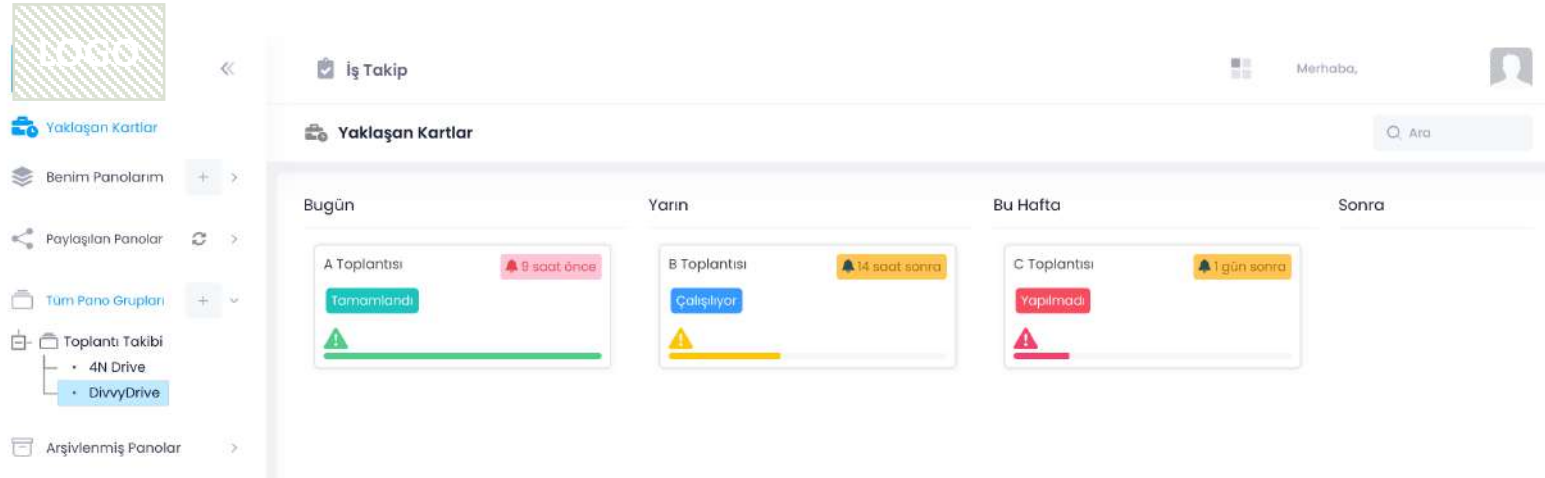 LOGO
İş Takip
Merhaba,
Yaklaşan Kartlar
Benim Panolarım
Paylaşılan Panolar
Tüm Pano Grupları
Toplantı Takibi
4N Drive
DivvyDrive
Arşivlenmiş Panolar
Yaklaşan Kartlar
Ara
Bugün
A Toplantısı
9 saat önce
Tamamlandı
Yarın
B Toplantısı
14 saat sonra
Çalışılıyor
Bu Hafta
C Toplantısı
1 gün sonra
Yapılmadı
Sonra